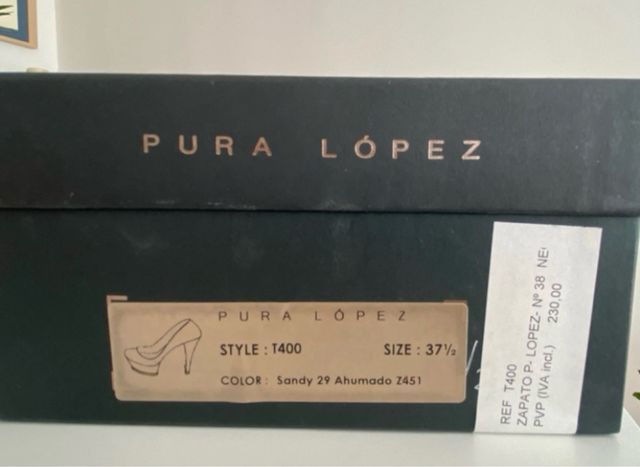 PURA LÓPEZ
PURA LÓPEZ
STYLE : T400 SIZE : 37½
COLOR : Sandy 29 Ahumado Z451
REF T400
ZAPATO P- LOPEZ- Nº 38
PVP (IVA incl.) 230,00